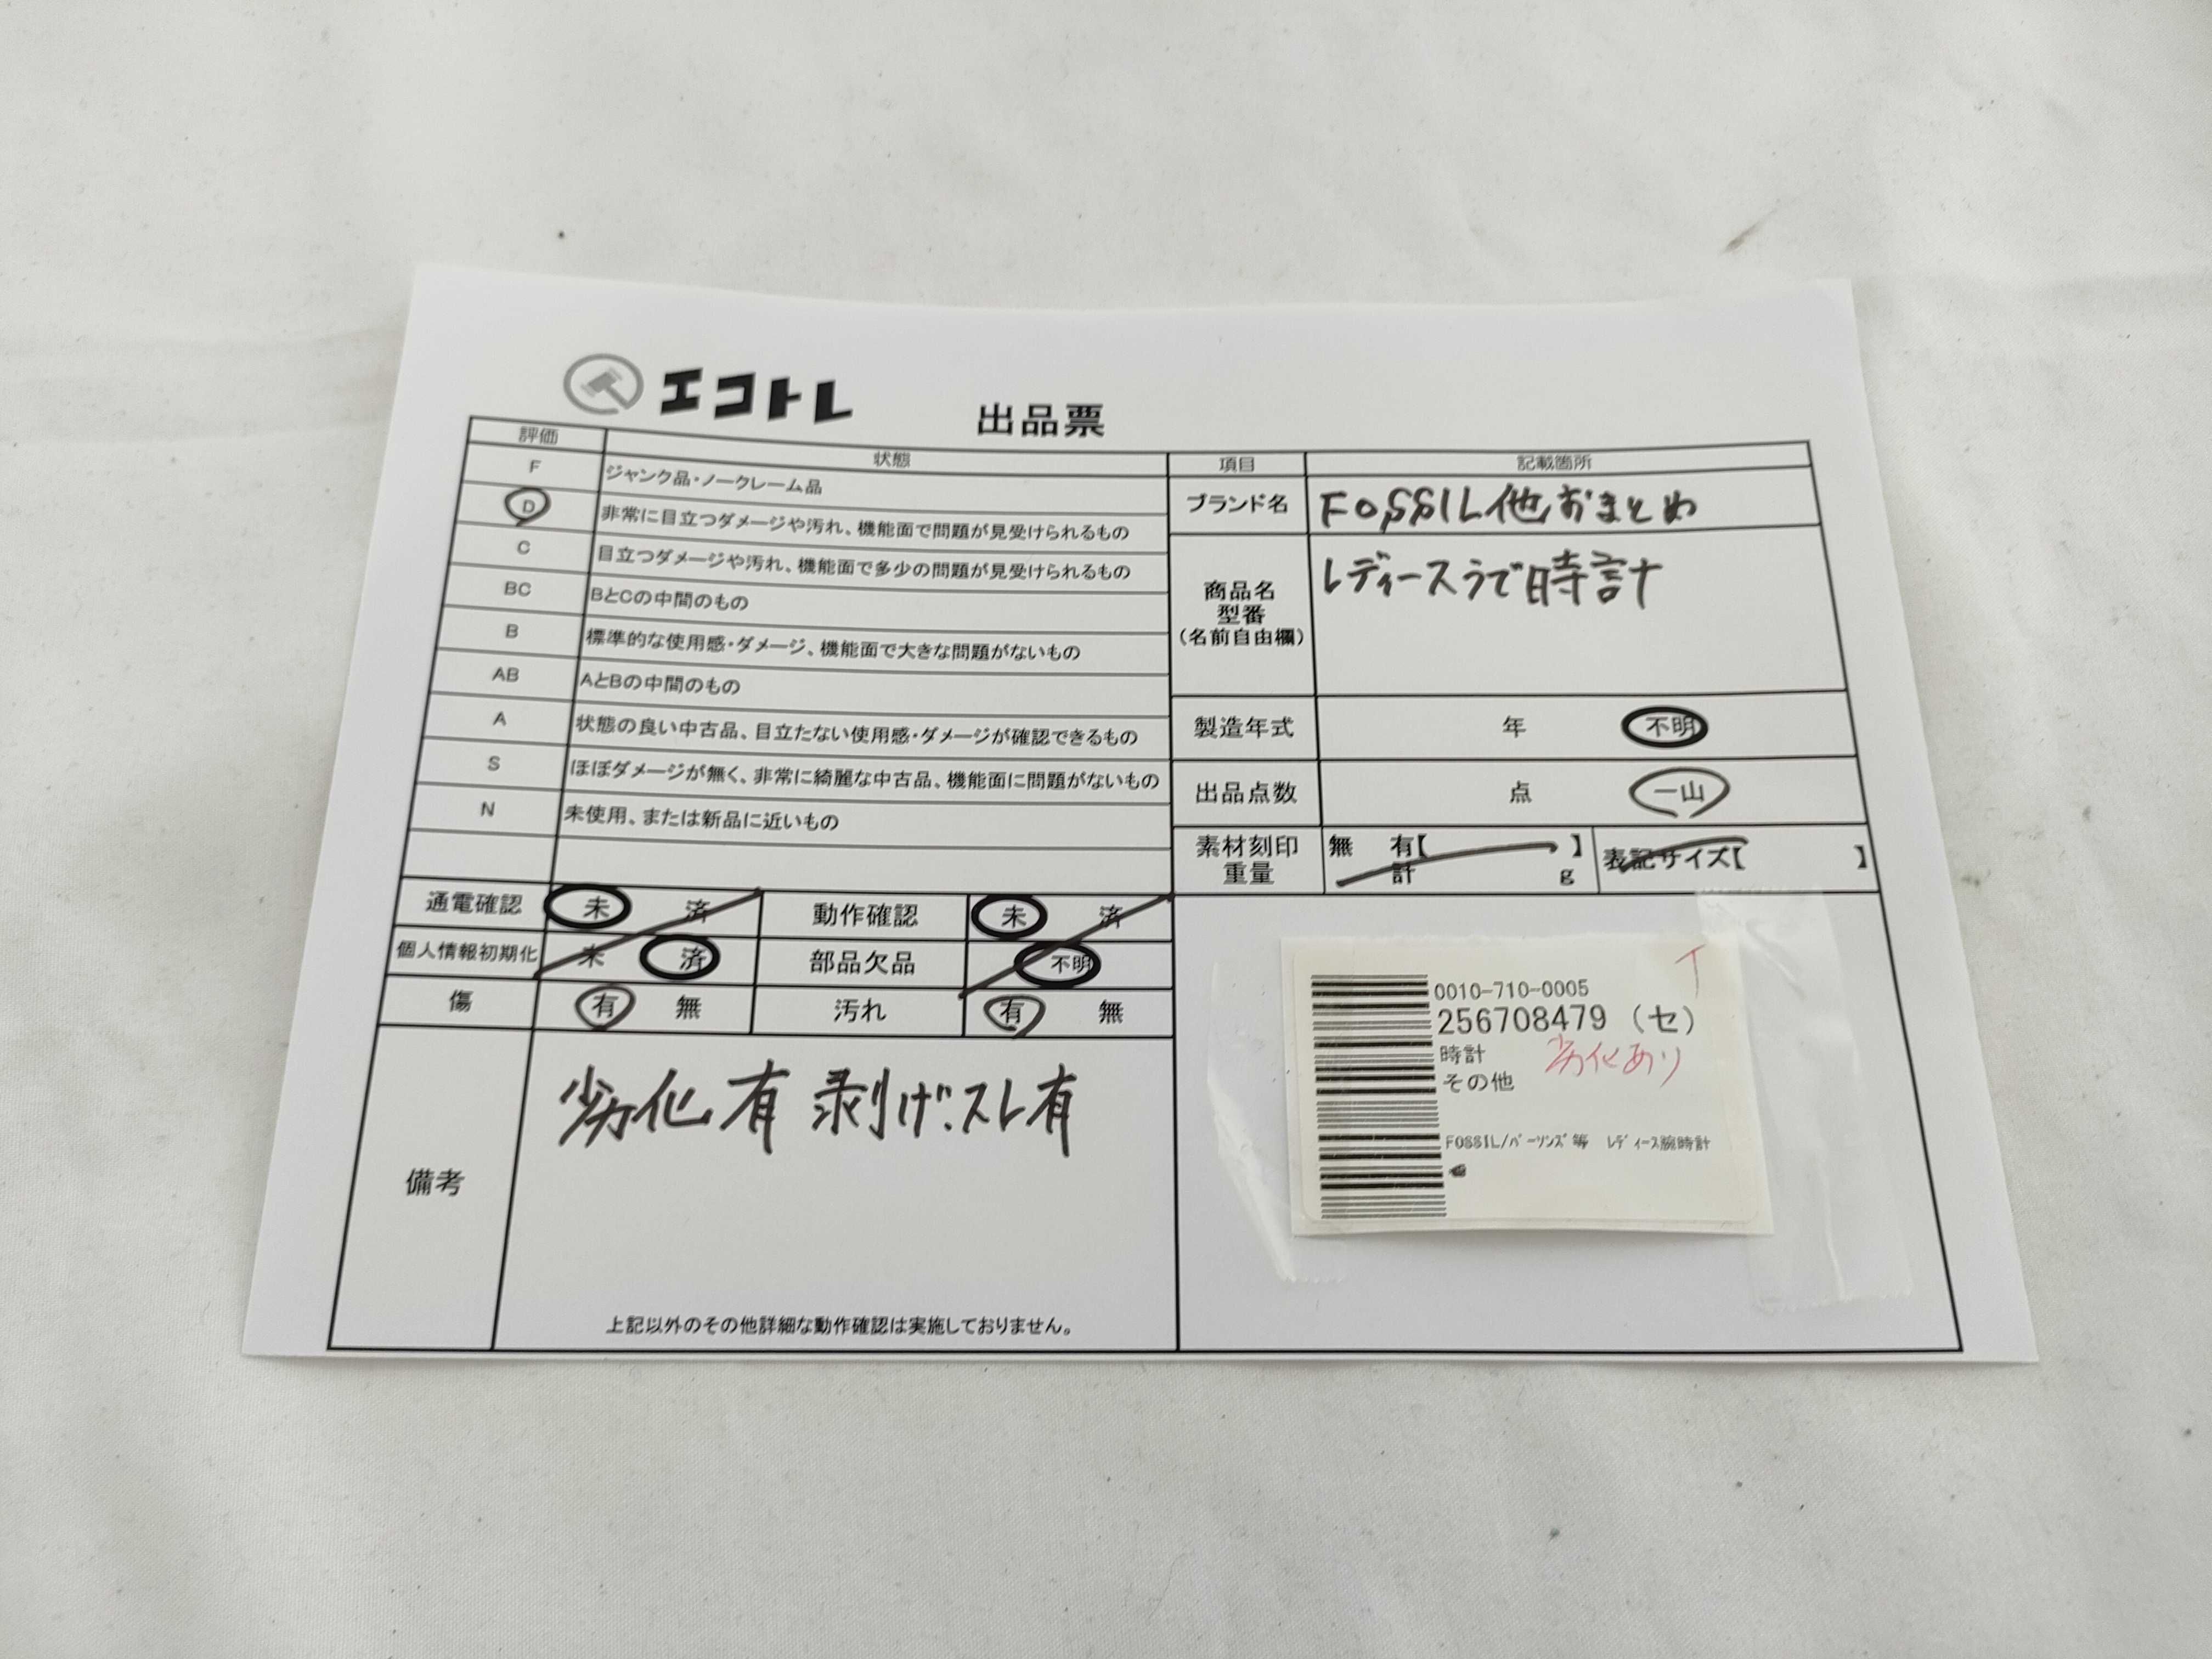 エコトレ
出品票
評価 状態
F ジャンク品・ノークレーム品
D 非常に目立つダメージや汚れ、機能面で問題が見受けられるもの
C 目立つダメージや汚れ、機能面で多少の問題が見受けられるもの
BC BとCの中間のもの
B 標準的な使用感・ダメージ、機能面で大きな問題がないもの
AB AとBの中間のもの
A 状態の良い中古品、目立たない使用感・ダメージが確認できるもの
S ほぼダメージが無く、非常に綺麗な中古品、機能面に問題がないもの
N 未使用、または新品に近いもの
項目 記載箇所
ブランド名 FOSSIL他おまとめ
商品名
型番
(名前自由欄)
レディースうで時計
製造年式 年 不明
出品点数 点 一山
素材刻印 無 有【 】
重量 計 g
表記サイズ【 】
通電確認 未 済 動作確認 未 済
個人情報初期化 未 済 部品欠品 不明
傷 有 無 汚れ 有 無
備考
劣化有 剥げ.スレ有
上記以外のその他詳細な動作確認は実施しておりません。
0010-710-0005
256708479 (セ)
時計 劣化あり
その他
FOSSIL/パーソンズ等 レディース腕時計